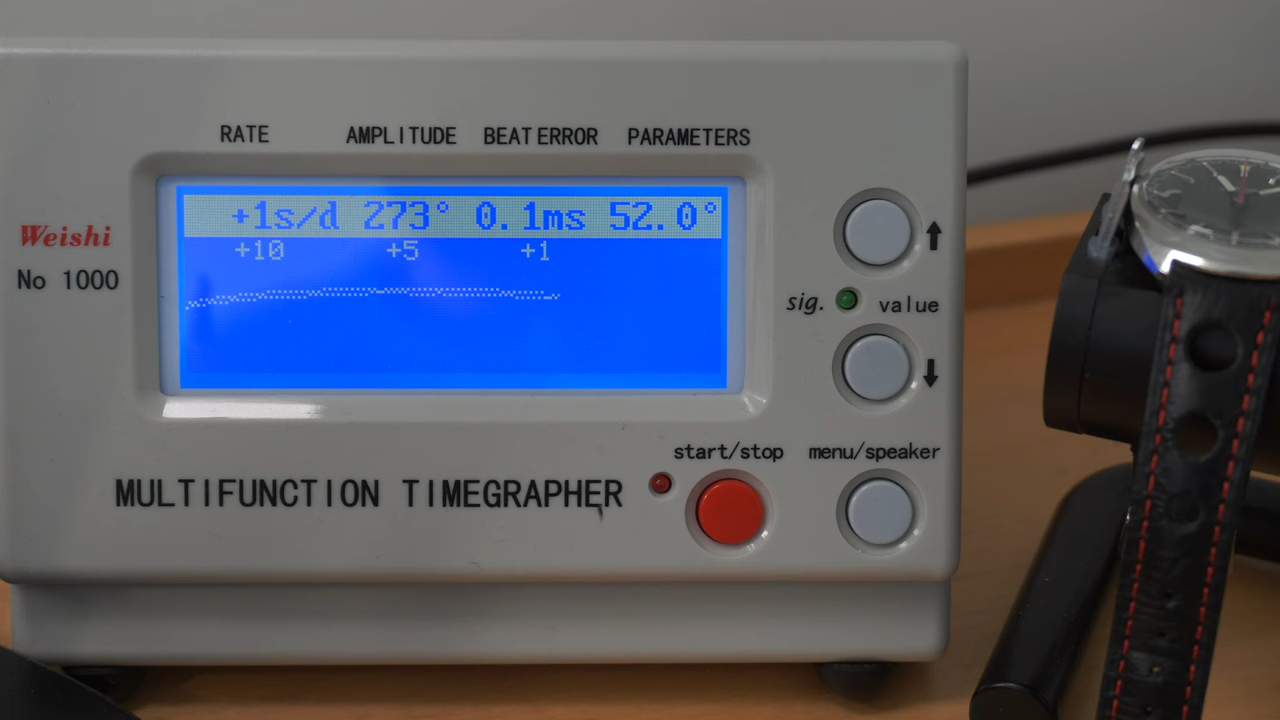 RATE AMPLITUDE BEAT ERROR PARAMETERS
+1s/d 273° 0.1ms 52.0°
+10 +5 +1
Weishi
No 1000
sig. value
start/stop menu/speaker
MULTIFUNCTION TIMEGRAPHER